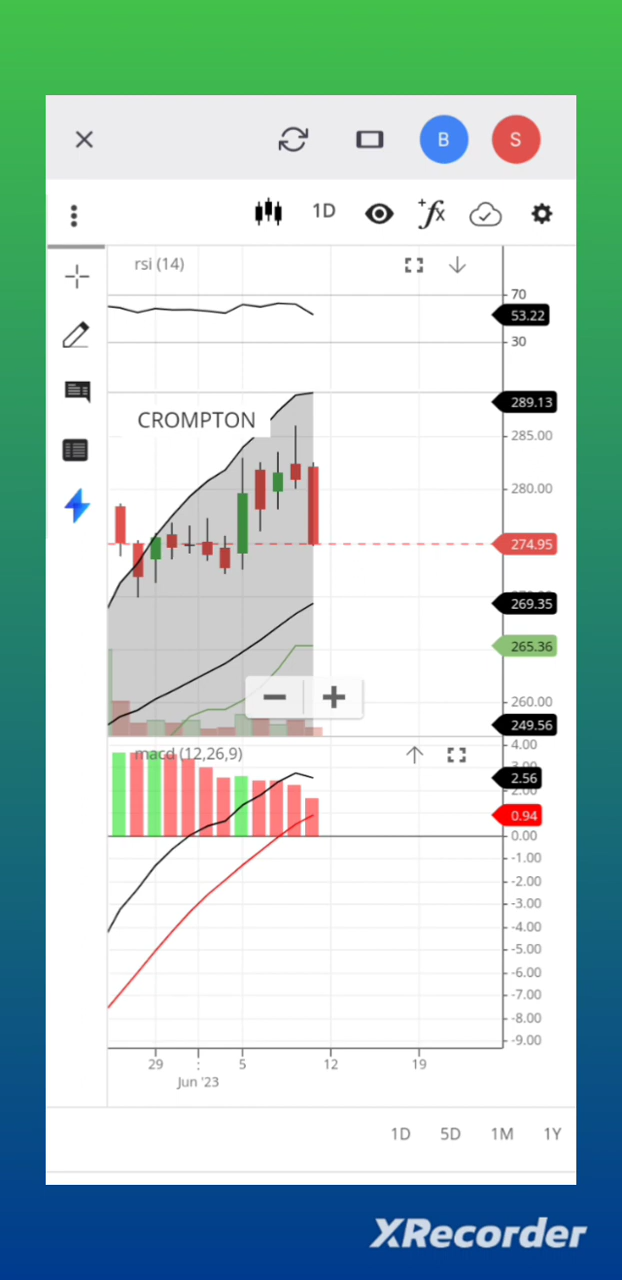 B S
1D
+fx
rsi (14)
70
53.22
30
289.13
CROMPTON
285.00
280.00
274.95
269.35
265.36
260.00
249.56
4.00
macd (12,26,9)
3.00
2.56
2.00
0.94
0.00
-1.00
-2.00
-3.00
-4.00
-5.00
-6.00
-7.00
-8.00
-9.00
29 : 5 12 19
Jun '23
1D 5D 1M 1Y
XRecorder